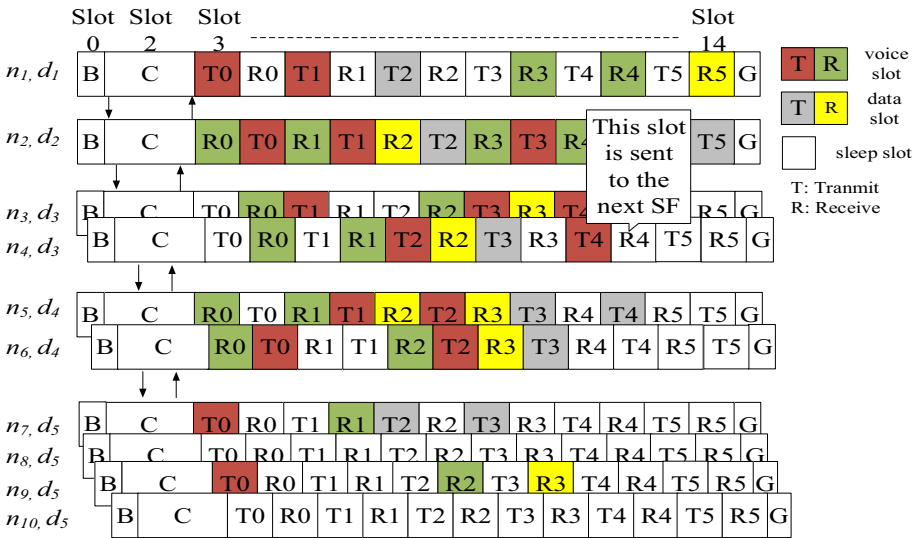 Slot Slot Slot Slot
0 2 3 14
n1, d1 B C T0 R0 T1 R1 T2 R2 T3 R3 T4 R4 T5 R5 G
T R voice slot
T R data slot
sleep slot
T: Tranmit
R: Receive
n2, d2 B C R0 T0 R1 T1 R2 T2 R3 T3 R4 T5 G
This slot
is sent
to the
next SF
n3, d3 B C T0 R0 T1 R1 T2 R2 T3 R3 T4 R5 G
n4, d3 B C T0 R0 T1 R1 T2 R2 T3 R3 T4 R4 T5 R5 G
n5, d4 B C R0 T0 R1 T1 R2 T2 R3 T3 R4 T4 R5 T5 G
n6, d4 B C R0 T0 R1 T1 R2 T2 R3 T3 R4 T4 R5 T5 G
n7, d5 B C T0 R0 T1 R1 T2 R2 T3 R3 T4 R4 T5 R5 G
n8, d5 B C T0 R0 T1 R1 T2 R2 T3 R3 T4 R4 T5 R5 G
n9, d5 B C T0 R0 T1 R1 T2 R2 T3 R3 T4 R4 T5 R5 G
n10, d5 B C T0 R0 T1 R1 T2 R2 T3 R3 T4 R4 T5 R5 G